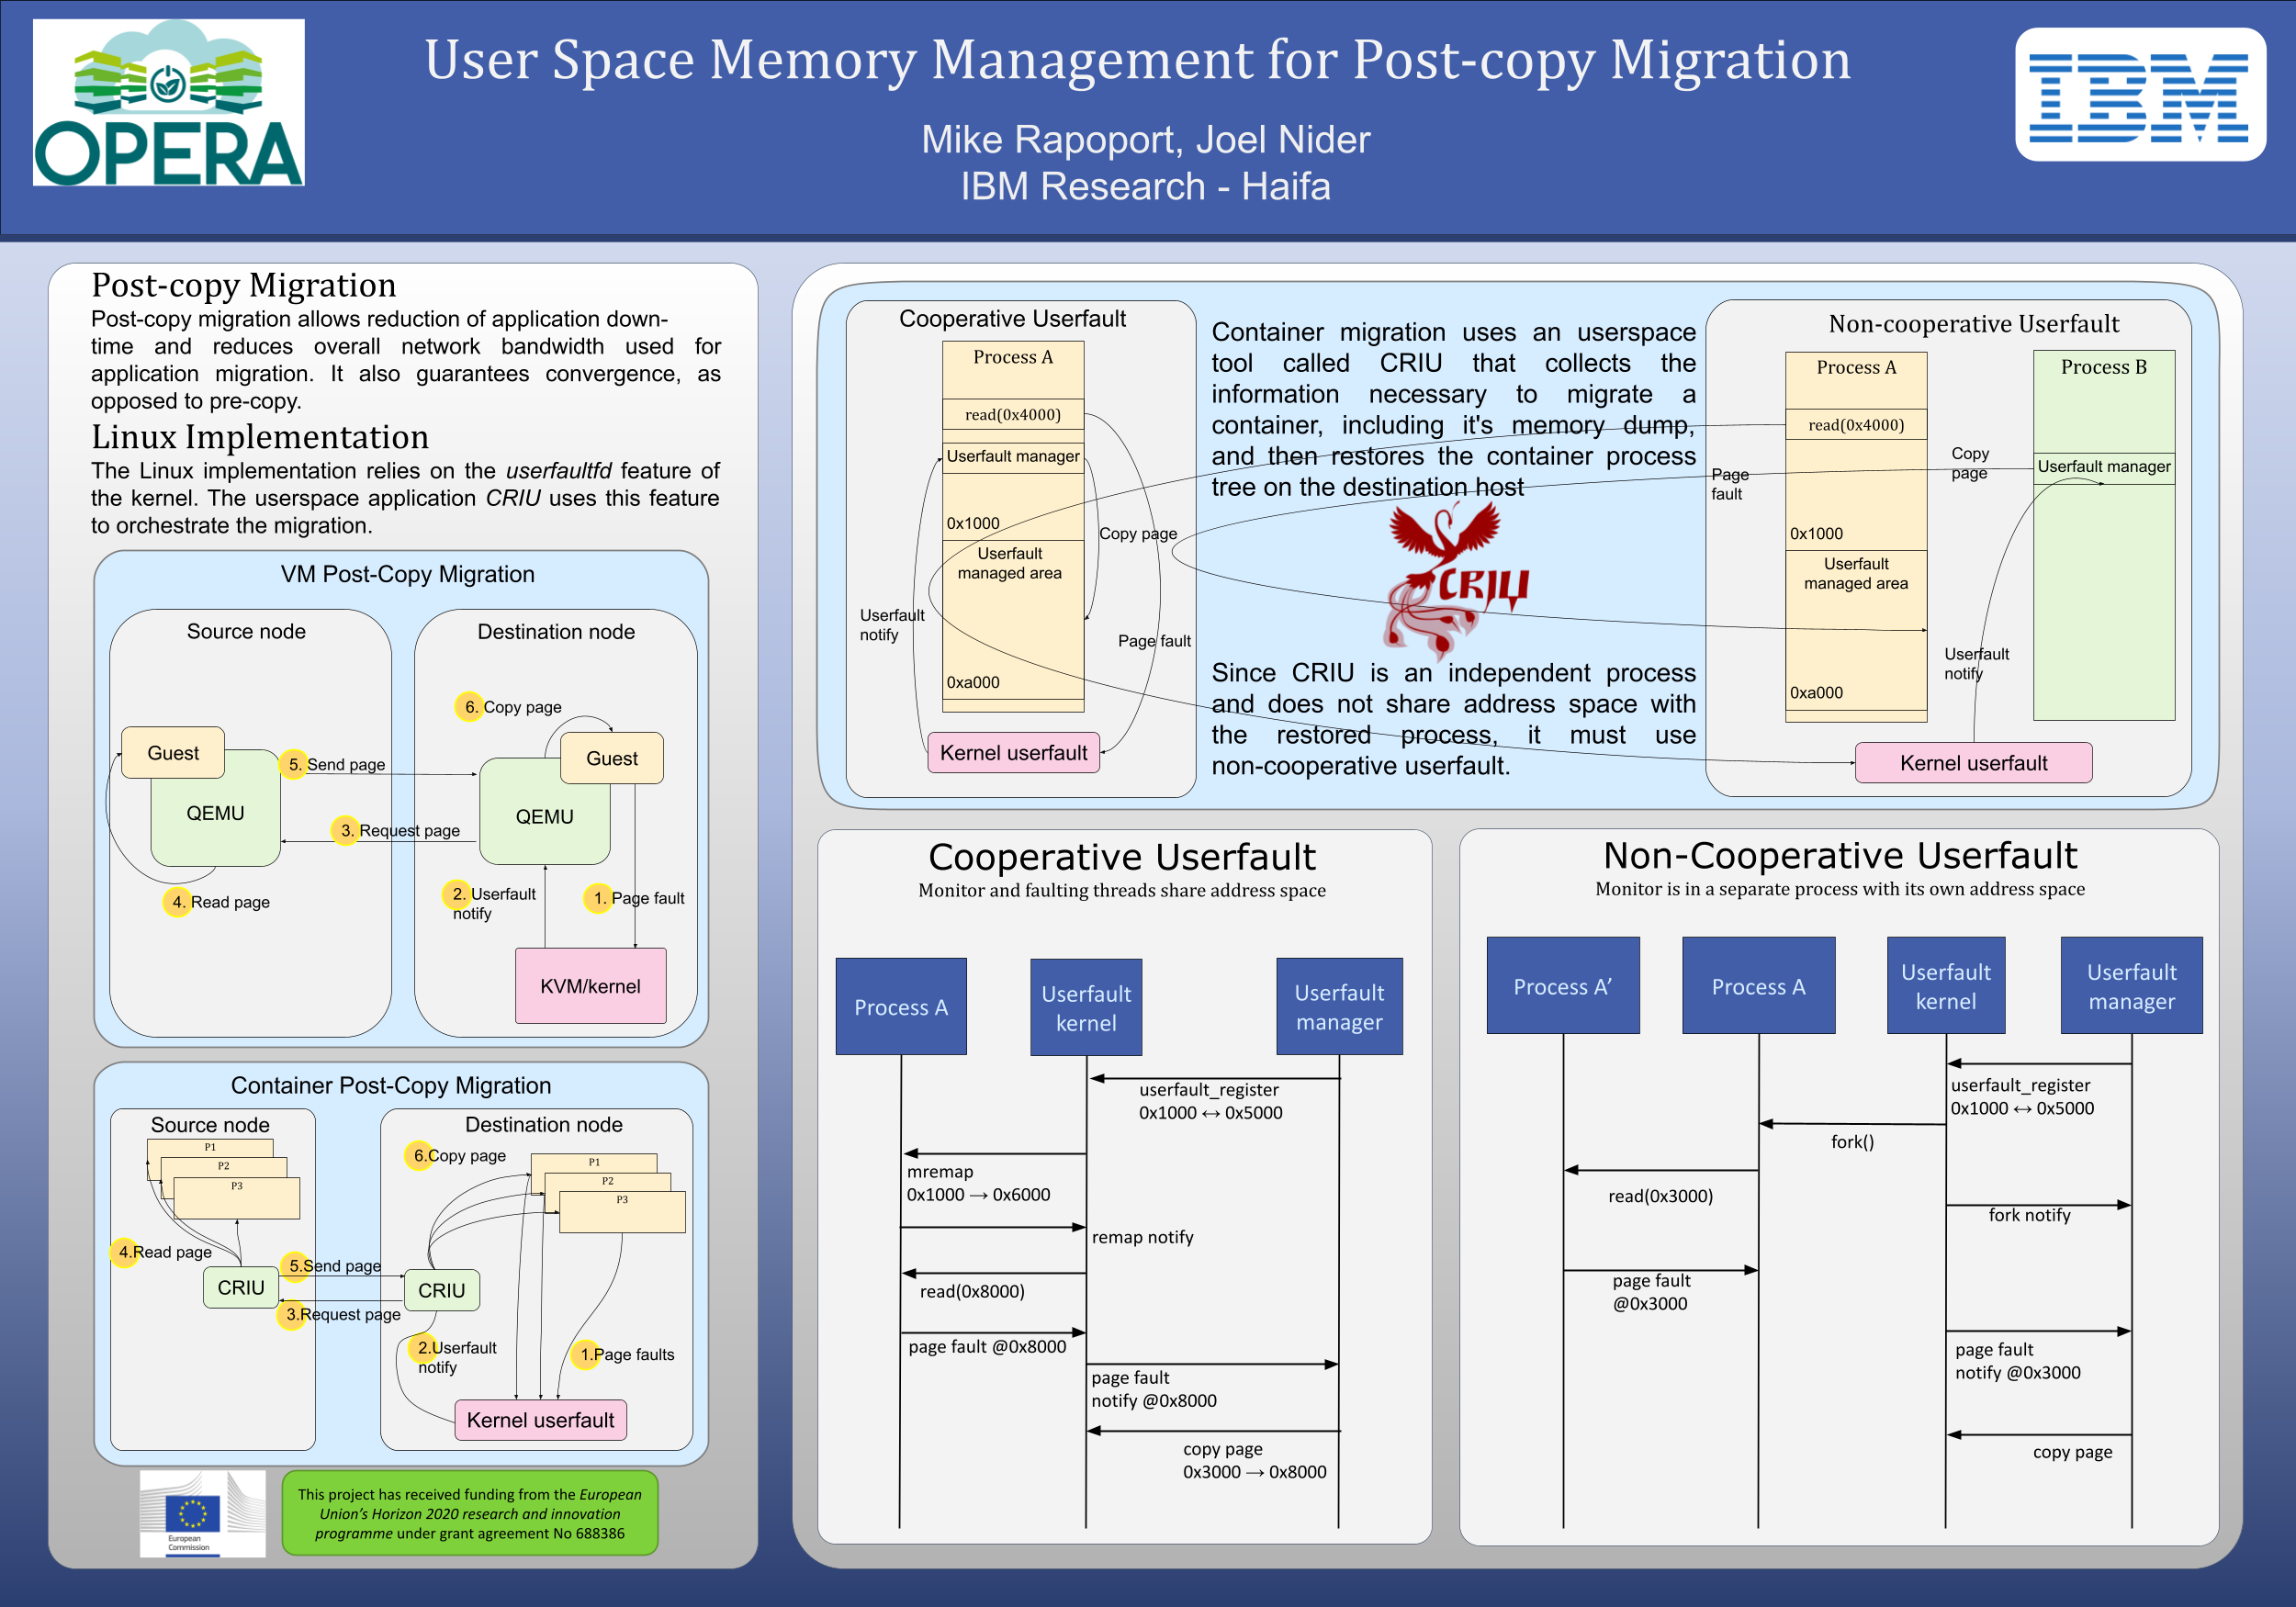 OPERA
User Space Memory Management for Post-copy Migration
IBM
Mike Rapoport, Joel Nider
IBM Research - Haifa
Post-copy Migration
Post-copy migration allows reduction of application down-
time and reduces overall network bandwidth used for
application migration. It also guarantees convergence, as
opposed to pre-copy.
Linux Implementation
The Linux implementation relies on the userfaultfd feature of
the kernel. The userspace application CRIU uses this feature
to orchestrate the migration.
VM Post-Copy Migration
Source node
Guest
QEMU
4. Read page
5. Send page
3. Request page
Destination node
6. Copy page
Guest
QEMU
2. Userfault
notify
1. Page fault
KVM/kernel
Container Post-Copy Migration
Source node
P1
P2
P3
4.Read page
CRIU
5.Send page
3.Request page
Destination node
6.Copy page
P1
P2
P3
CRIU
2.Userfault
notify
1.Page faults
Kernel userfault
European
Commission
This project has received funding from the European
Union's Horizon 2020 research and innovation
programme under grant agreement No 688386
Cooperative Userfault
Process A
read(0x4000)
Userfault manager
0x1000
Userfault
managed area
0xa000
Copy page
Userfault
notify
Page fault
Kernel userfault
Container migration uses an userspace
tool called CRIU that collects the
information necessary to migrate a
container, including it's memory dump,
and then restores the container process
tree on the destination host
CRIU
Since CRIU is an independent process
and does not share address space with
the restored process, it must use
non-cooperative userfault.
Non-cooperative Userfault
Process A
read(0x4000)
Page
fault
0x1000
Userfault
managed area
0xa000
Copy
page
Process B
Userfault manager
Userfault
notify
Kernel userfault
Cooperative Userfault
Monitor and faulting threads share address space
Process A
Userfault
kernel
Userfault
manager
userfault_register
0x1000 ↔ 0x5000
mremap
0x1000 → 0x6000
remap notify
read(0x8000)
page fault @0x8000
page fault
notify @0x8000
copy page
0x3000 → 0x8000
Non-Cooperative Userfault
Monitor is in a separate process with its own address space
Process A’
Process A
Userfault
kernel
Userfault
manager
userfault_register
0x1000 ↔ 0x5000
fork()
read(0x3000)
fork notify
page fault
@0x3000
page fault
notify @0x3000
copy page